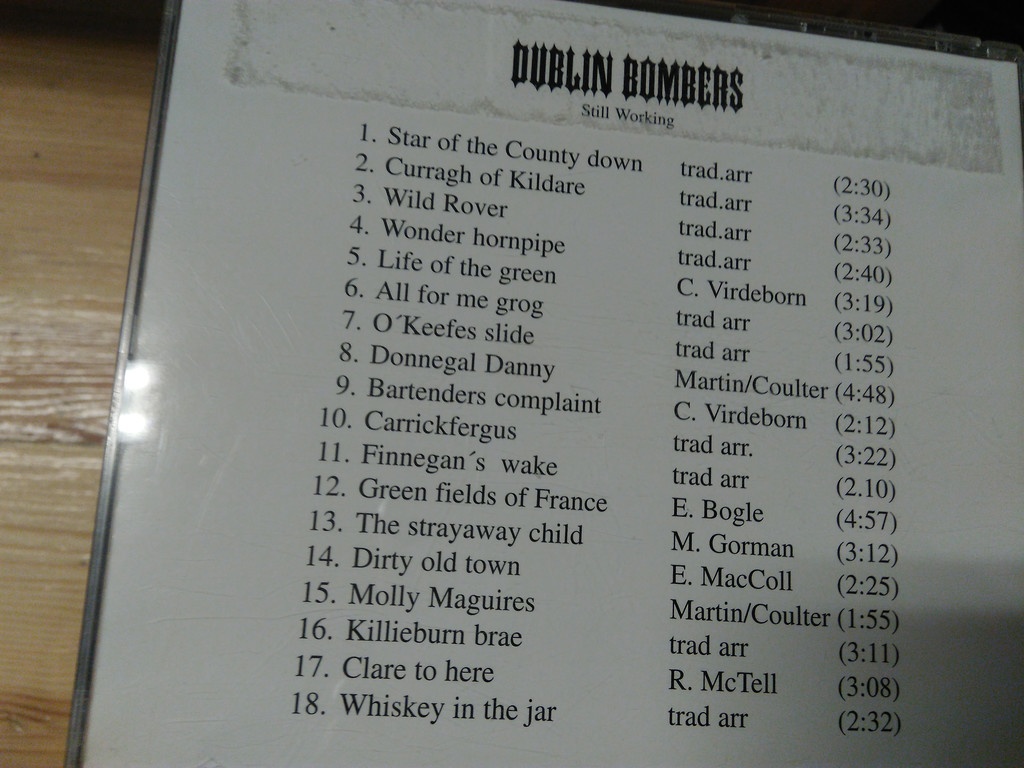 DUBLIN BOMBERS
Still Working
1. Star of the County down trad.arr (2:30)
2. Curragh of Kildare trad.arr (3:34)
3. Wild Rover trad.arr (2:33)
4. Wonder hornpipe trad.arr (2:40)
5. Life of the green C. Virdeborn (3:19)
6. All for me grog trad arr (3:02)
7. O´Keefes slide trad arr (1:55)
8. Donnegal Danny Martin/Coulter (4:48)
9. Bartenders complaint C. Virdeborn (2:12)
10. Carrickfergus trad arr. (3:22)
11. Finnegan´s wake trad arr (2.10)
12. Green fields of France E. Bogle (4:57)
13. The strayaway child M. Gorman (3:12)
14. Dirty old town E. MacColl (2:25)
15. Molly Maguires Martin/Coulter (1:55)
16. Killieburn brae trad arr (3:11)
17. Clare to here R. McTell (3:08)
18. Whiskey in the jar trad arr (2:32)